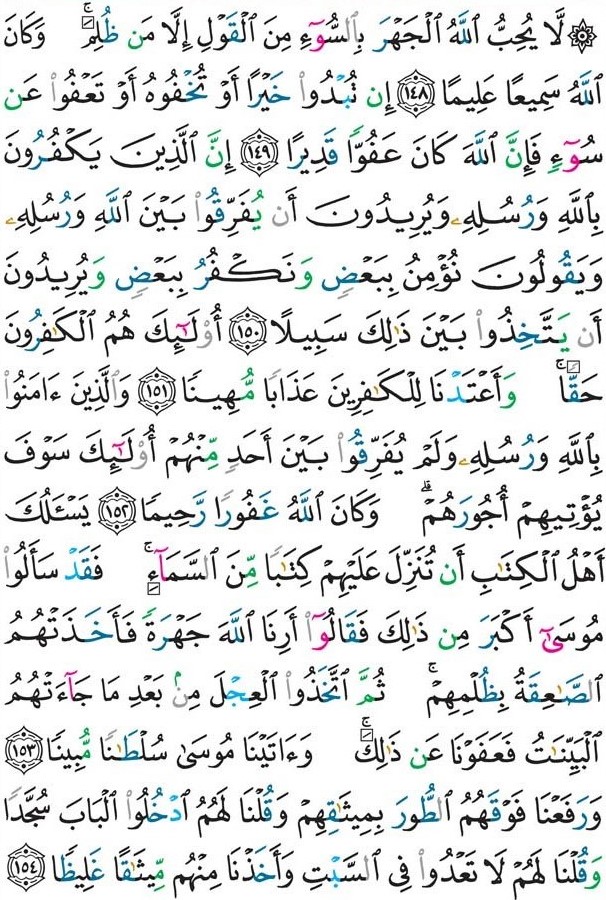 ۞ لَّا يُحِبُّ ٱللَّهُ ٱلْجَهْرَ بِٱلسُّوٓءِ مِنَ ٱلْقَوْلِ إِلَّا مَن ظُلِمَ ۚ وَكَانَ
ٱللَّهُ سَمِيعًا عَلِيمًا ١٤٨ إِن تُبْدُوا۟ خَيْرًا أَوْ تُخْفُوهُ أَوْ تَعْفُوا۟ عَن
سُوٓءٍ فَإِنَّ ٱللَّهَ كَانَ عَفُوًّا قَدِيرًا ١٤٩ إِنَّ ٱلَّذِينَ يَكْفُرُونَ
بِٱللَّهِ وَرُسُلِهِۦ وَيُرِيدُونَ أَن يُفَرِّقُوا۟ بَيْنَ ٱللَّهِ وَرُسُلِهِۦ
وَيَقُولُونَ نُؤْمِنُ بِبَعْضٍ وَنَكْفُرُ بِبَعْضٍ وَيُرِيدُونَ
أَن يَتَّخِذُوا۟ بَيْنَ ذَٰلِكَ سَبِيلًا ١٥٠ أُو۟لَٰٓئِكَ هُمُ ٱلْكَٰفِرُونَ
حَقًّا ۚ وَأَعْتَدْنَا لِلْكَٰفِرِينَ عَذَابًا مُّهِينًا ١٥١ وَٱلَّذِينَ ءَامَنُوا۟
بِٱللَّهِ وَرُسُلِهِۦ وَلَمْ يُفَرِّقُوا۟ بَيْنَ أَحَدٍ مِّنْهُمْ أُو۟لَٰٓئِكَ سَوْفَ
يُؤْتِيهِمْ أُجُورَهُمْ ۗ وَكَانَ ٱللَّهُ غَفُورًا رَّحِيمًا ١٥٢ يَسْـَٔلُكَ
أَهْلُ ٱلْكِتَٰبِ أَن تُنَزِّلَ عَلَيْهِمْ كِتَٰبًا مِّنَ ٱلسَّمَآءِ ۚ فَقَدْ سَأَلُوا۟
مُوسَىٰٓ أَكْبَرَ مِن ذَٰلِكَ فَقَالُوٓا۟ أَرِنَا ٱللَّهَ جَهْرَةً فَأَخَذَتْهُمُ
ٱلصَّٰعِقَةُ بِظُلْمِهِمْ ۚ ثُمَّ ٱتَّخَذُوا۟ ٱلْعِجْلَ مِنۢ بَعْدِ مَا جَآءَتْهُمُ
ٱلْبَيِّنَٰتُ فَعَفَوْنَا عَن ذَٰلِكَ ۚ وَءَاتَيْنَا مُوسَىٰ سُلْطَٰنًا مُّبِينًا ١٥٣
وَرَفَعْنَا فَوْقَهُمُ ٱلطُّورَ بِمِيثَٰقِهِمْ وَقُلْنَا لَهُمُ ٱدْخُلُوا۟ ٱلْبَابَ سُجَّدًا
وَقُلْنَا لَهُمْ لَا تَعْدُوا۟ فِى ٱلسَّبْتِ وَأَخَذْنَا مِنْهُم مِّيثَٰقًا غَلِيظًا ١٥٤